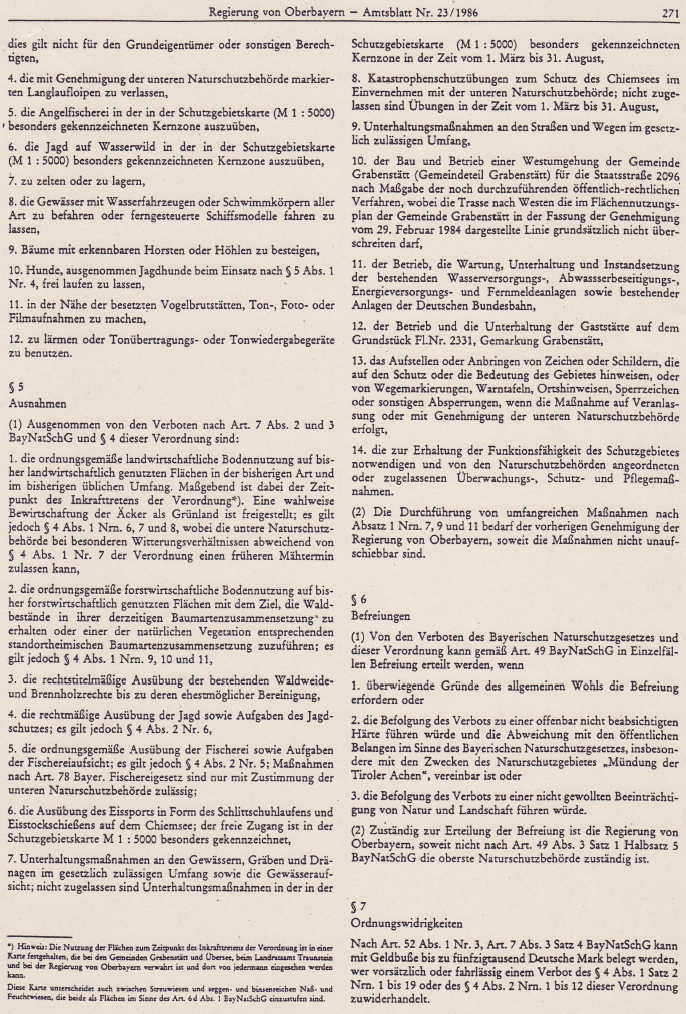 Regierung von Oberbayern — Amtsblatt Nr. 23/1986
271
dies gilt nicht für den Grundeigentümer oder sonstigen Berech-
tigten,
4. die mit Genehmigung der unteren Naturschutzbehörde markier-
ten Langlaufloipen zu verlassen,
5. die Angelfischerei in der in der Schutzgebietskarte (M 1 : 5000)
besonders gekennzeichneten Kernzone auszuüben,
6. die Jagd auf Wasserwild in der in der Schutzgebietskarte
(M 1 : 5000) besonders gekennzeichneten Kernzone auszuüben,
7. zu zelten oder zu lagern,
8. die Gewässer mit Wasserfahrzeugen oder Schwimmkörpern aller
Art zu befahren oder ferngesteuerte Schiffsmodelle fahren zu
lassen,
9. Bäume mit erkennbaren Horsten oder Höhlen zu besteigen,
10. Hunde, ausgenommen Jagdhunde beim Einsatz nach § 5 Abs. 1
Nr. 4, frei laufen zu lassen,
11. in der Nähe der besetzten Vogelbrutstätten, Ton-, Foto- oder
Filmaufnahmen zu machen,
12. zu lärmen oder Tonübertragungs- oder Tonwiedergabegeräte
zu benutzen.
§ 5
Ausnahmen
(1) Ausgenommen von den Verboten nach Art. 7 Abs. 2 und 3
BayNatSchG und § 4 dieser Verordnung sind:
1. die ordnungsgemäße landwirtschaftliche Bodennutzung auf bis-
her landwirtschaftlich genutzten Flächen in der bisherigen Art und
im bisherigen üblichen Umfang. Maßgebend ist dabei der Zeit-
punkt des Inkrafttretens der Verordnung*). Eine wahlweise
Bewirtschaftung der Äcker als Grünland ist freigestellt; es gilt
jedoch § 4 Abs. 1 Nrn. 6, 7 und 8, wobei die untere Naturschutz-
behörde bei besonderen Witterungsverhältnissen abweichend von
§ 4 Abs. 1 Nr. 7 der Verordnung einen früheren Mähtermin
zulassen kann,
2. die ordnungsgemäße forstwirtschaftliche Bodennutzung auf bis-
her forstwirtschaftlich genutzten Flächen mit dem Ziel, die Wald-
bestände in ihrer derzeitigen Baumartenzusammensetzung zu
erhalten oder einer der natürlichen Vegetation entsprechenden
standortheimischen Baumartenzusammensetzung zuzuführen; es
gilt jedoch § 4 Abs. 1 Nrn. 9, 10 und 11,
3. die rechtstitelmäßige Ausübung der bestehenden Waldweide-
und Brennholzrechte bis zu deren ehestmöglicher Bereinigung,
4. die rechtmäßige Ausübung der Jagd sowie Aufgaben des Jagd-
schutzes; es gilt jedoch § 4 Abs. 2 Nr. 6,
5. die ordnungsgemäße Ausübung der Fischerei sowie Aufgaben
der Fischereiaufsicht; es gilt jedoch § 4 Abs. 2 Nr. 5; Maßnahmen
nach Art. 78 Bayer. Fischereigesetz sind nur mit Zustimmung der
unteren Naturschutzbehörde zulässig;
6. die Ausübung des Eissports in Form des Schlittschuhlaufens und
Eisstockschießens auf dem Chiemsee; der freie Zugang ist in der
Schutzgebietskarte M 1 : 5000 besonders gekennzeichnet,
7. Unterhaltungsmaßnahmen an den Gewässern, Gräben und Drä-
nagen im gesetzlich zulässigen Umfang sowie die Gewässerauf-
sicht; nicht zugelassen sind Unterhaltungsmaßnahmen in der in der
*) Hinweis: Die Nutzung der Flächen zum Zeitpunkt des Inkrafttretens der Verordnung ist in einer
Karte festgehalten, die bei den Gemeinden Grabenstätt und Übersee, beim Landratsamt Traunstein
und bei der Regierung von Oberbayern verwahrt ist und dort von jedermann eingesehen werden
kann.
Diese Karte unterscheidet auch zwischen Streuwiesen und seggen- und binsenreichen Naß- und
Feuchtwiesen, die beide als Flächen im Sinne des Art. 6 d Abs. 1 BayNatSchG einzustufen sind.
Schutzgebietskarte (M 1 : 5000) besonders gekennzeichneten
Kernzone in der Zeit vom 1. März bis 31. August,
8. Katastrophenschutzübungen zum Schutz des Chiemsees im
Einvernehmen mit der unteren Naturschutzbehörde; nicht zuge-
lassen sind Übungen in der Zeit vom 1. März bis 31. August,
9. Unterhaltungsmaßnahmen an den Straßen und Wegen im gesetz-
lich zulässigen Umfang,
10. der Bau und Betrieb einer Westumgehung der Gemeinde
Grabenstätt (Gemeindeteil Grabenstätt) für die Staatsstraße 2096
nach Maßgabe der noch durchzuführenden öffentlich-rechtlichen
Verfahren, wobei die Trasse nach Westen die im Flächennutzungs-
plan der Gemeinde Grabenstätt in der Fassung der Genehmigung
vom 29. Februar 1984 dargestellte Linie grundsätzlich nicht über-
schreiten darf,
11. der Betrieb, die Wartung, Unterhaltung und Instandsetzung
der bestehenden Wasserversorgungs-, Abwassserbeseitigungs-,
Energieversorgungs- und Fernmeldeanlagen sowie bestehender
Anlagen der Deutschen Bundesbahn,
12. der Betrieb und die Unterhaltung der Gaststätte auf dem
Grundstück Fl.Nr. 2331, Gemarkung Grabenstätt,
13. das Aufstellen oder Anbringen von Zeichen oder Schildern, die
auf den Schutz oder die Bedeutung des Gebietes hinweisen, oder
von Wegemarkierungen, Warntafeln, Ortshinweisen, Sperrzeichen
oder sonstigen Absperrungen, wenn die Maßnahme auf Veranlas-
sung oder mit Genehmigung der unteren Naturschutzbehörde
erfolgt,
14. die zur Erhaltung der Funktionsfähigkeit des Schutzgebietes
notwendigen und von den Naturschutzbehörden angeordneten
oder zugelassenen Überwachungs-, Schutz- und Pflegemaß-
nahmen.
(2) Die Durchführung von umfangreichen Maßnahmen nach
Absatz 1 Nrn. 7, 9 und 11 bedarf der vorherigen Genehmigung der
Regierung von Oberbayern, soweit die Maßnahmen nicht unauf-
schiebbar sind.
§ 6
Befreiungen
(1) Von den Verboten des Bayerischen Naturschutzgesetzes und
dieser Verordnung kann gemäß Art. 49 BayNatSchG in Einzelfäl-
len Befreiung erteilt werden, wenn
1. überwiegende Gründe des allgemeinen Wohls die Befreiung
erfordern oder
2. die Befolgung des Verbots zu einer offenbar nicht beabsichtigten
Härte führen würde und die Abweichung mit den öffentlichen
Belangen im Sinne des Bayerischen Naturschutzgesetzes, insbeson-
dere mit den Zwecken des Naturschutzgebietes „Mündung der
Tiroler Achen“, vereinbar ist oder
3. die Befolgung des Verbots zu einer nicht gewollten Beeinträchti-
gung von Natur und Landschaft führen würde.
(2) Zuständig zur Erteilung der Befreiung ist die Regierung von
Oberbayern, soweit nicht nach Art. 49 Abs. 3 Satz 1 Halbsatz 5
BayNatSchG die oberste Naturschutzbehörde zuständig ist.
§ 7
Ordnungswidrigkeiten
Nach Art. 52 Abs. 1 Nr. 3, Art. 7 Abs. 3 Satz 4 BayNatSchG kann
mit Geldbuße bis zu fünfzigtausend Deutsche Mark belegt werden,
wer vorsätzlich oder fahrlässig einem Verbot des § 4 Abs. 1 Satz 2
Nrn. 1 bis 19 oder des § 4 Abs. 2 Nrn. 1 bis 12 dieser Verordnung
zuwiderhandelt.